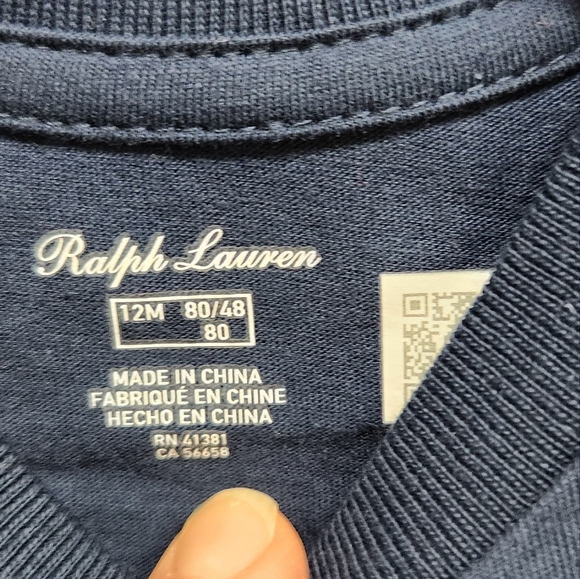 Ralph Lauren
12M 80/48
80
MADE IN CHINA
FABRIQUÉ EN CHINE
HECHO EN CHINA
RN 41381
CA 56658